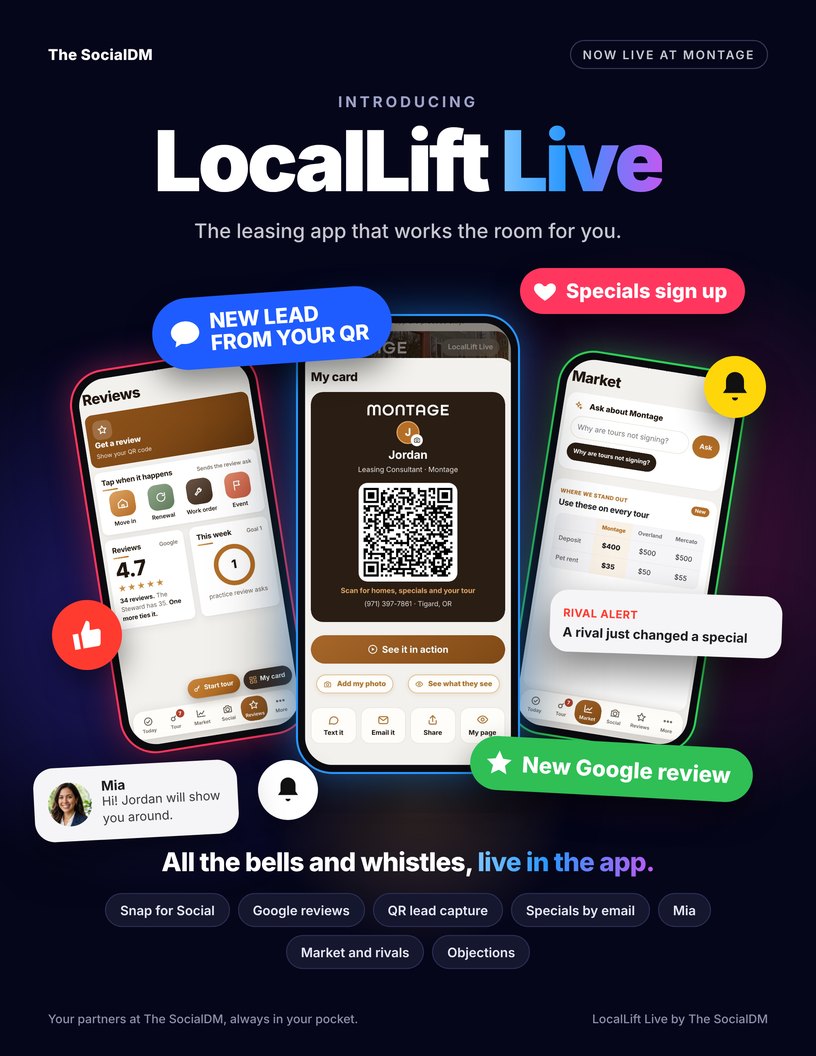 The SocialDM
NOW LIVE AT MONTAGE
INTRODUCING
LocalLift Live
The leasing app that works the room for you.
Specials sign up
NEW LEAD
FROM YOUR QR
Reviews
Get a review
Show your QR code
Tap when it happens
Sends the review ask
Move in
Renewal
Work order
Event
Reviews
Google
4.7
34 reviews. The
Steward has 35. One
more ties it.
This week
Goal 1
1
practice review asks
Start tour
My card
Today
7
Tour
Market
Social
Reviews
More
LocalLift Live
My card
MONTAGE
J
Jordan
Leasing Consultant · Montage
Scan for homes, specials and your tour
(971) 397-7861 · Tigard, OR
See it in action
Add my photo
See what they see
Text it
Email it
Share
My page
Market
Ask about Montage
Why are tours not signing?
Ask
Why are tours not signing?
WHERE WE STAND OUT
New
Use these on every tour
Montage
Overland
Mercato
Deposit
$400
$500
$500
Pet rent
$35
$50
$55
RIVAL ALERT
A rival just changed a special
Today
7
Tour
Market
Social
Reviews
More
New Google review
Mia
Hi! Jordan will show
you around.
All the bells and whistles, live in the app.
Snap for Social
Google reviews
QR lead capture
Specials by email
Mia
Market and rivals
Objections
Your partners at The SocialDM, always in your pocket.
LocalLift Live by The SocialDM